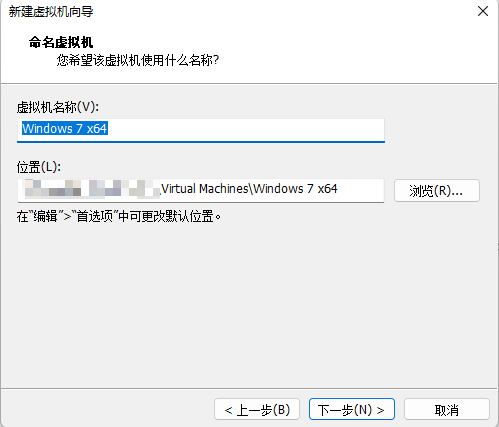 新建虚拟机向导
命名虚拟机
您希望该虚拟机使用什么名称?
虚拟机名称(V):
Windows 7 x64
位置(L):
Virtual Machines\Windows 7 x64
浏览(R)...
在“编辑”>“首选项”中可更改默认位置。
< 上一步(B)
下一步(N) >
取消